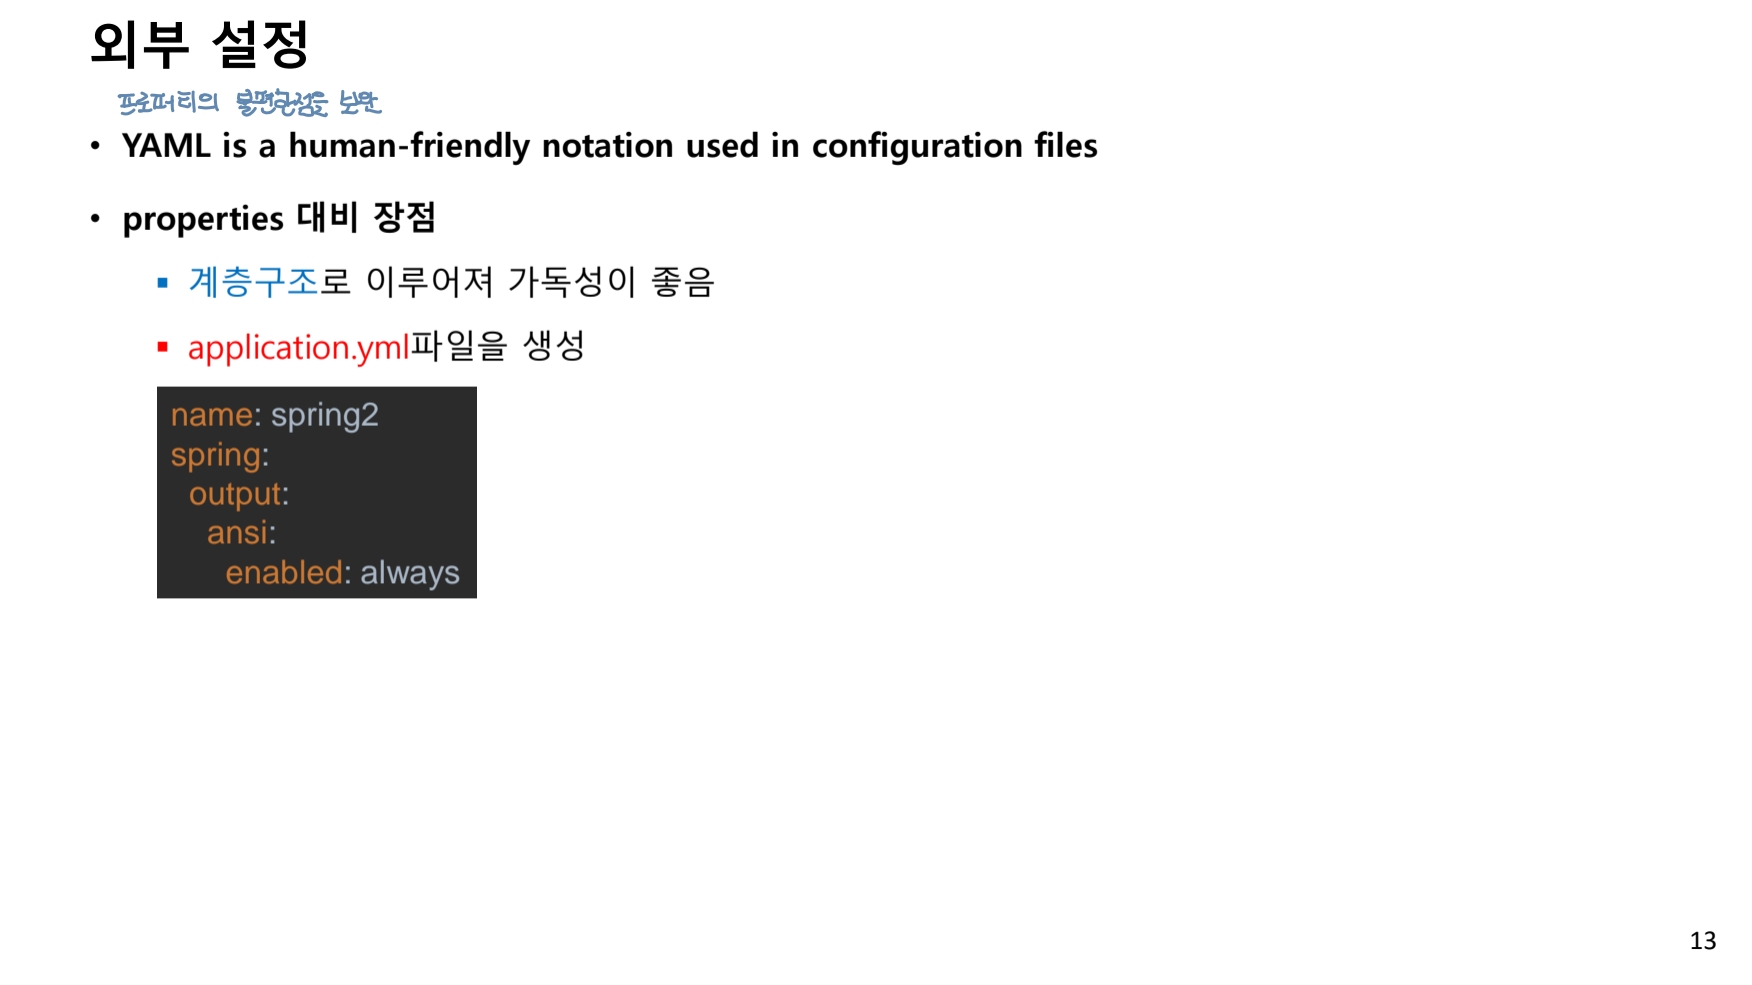 외부 설정
프로퍼티의 불편한점을 보완
• YAML is a human-friendly notation used in configuration files
• properties 대비 장점
▪ 계층구조로 이루어져 가독성이 좋음
▪ application.yml파일을 생성
name: spring2
spring:
  output:
    ansi:
      enabled: always
13